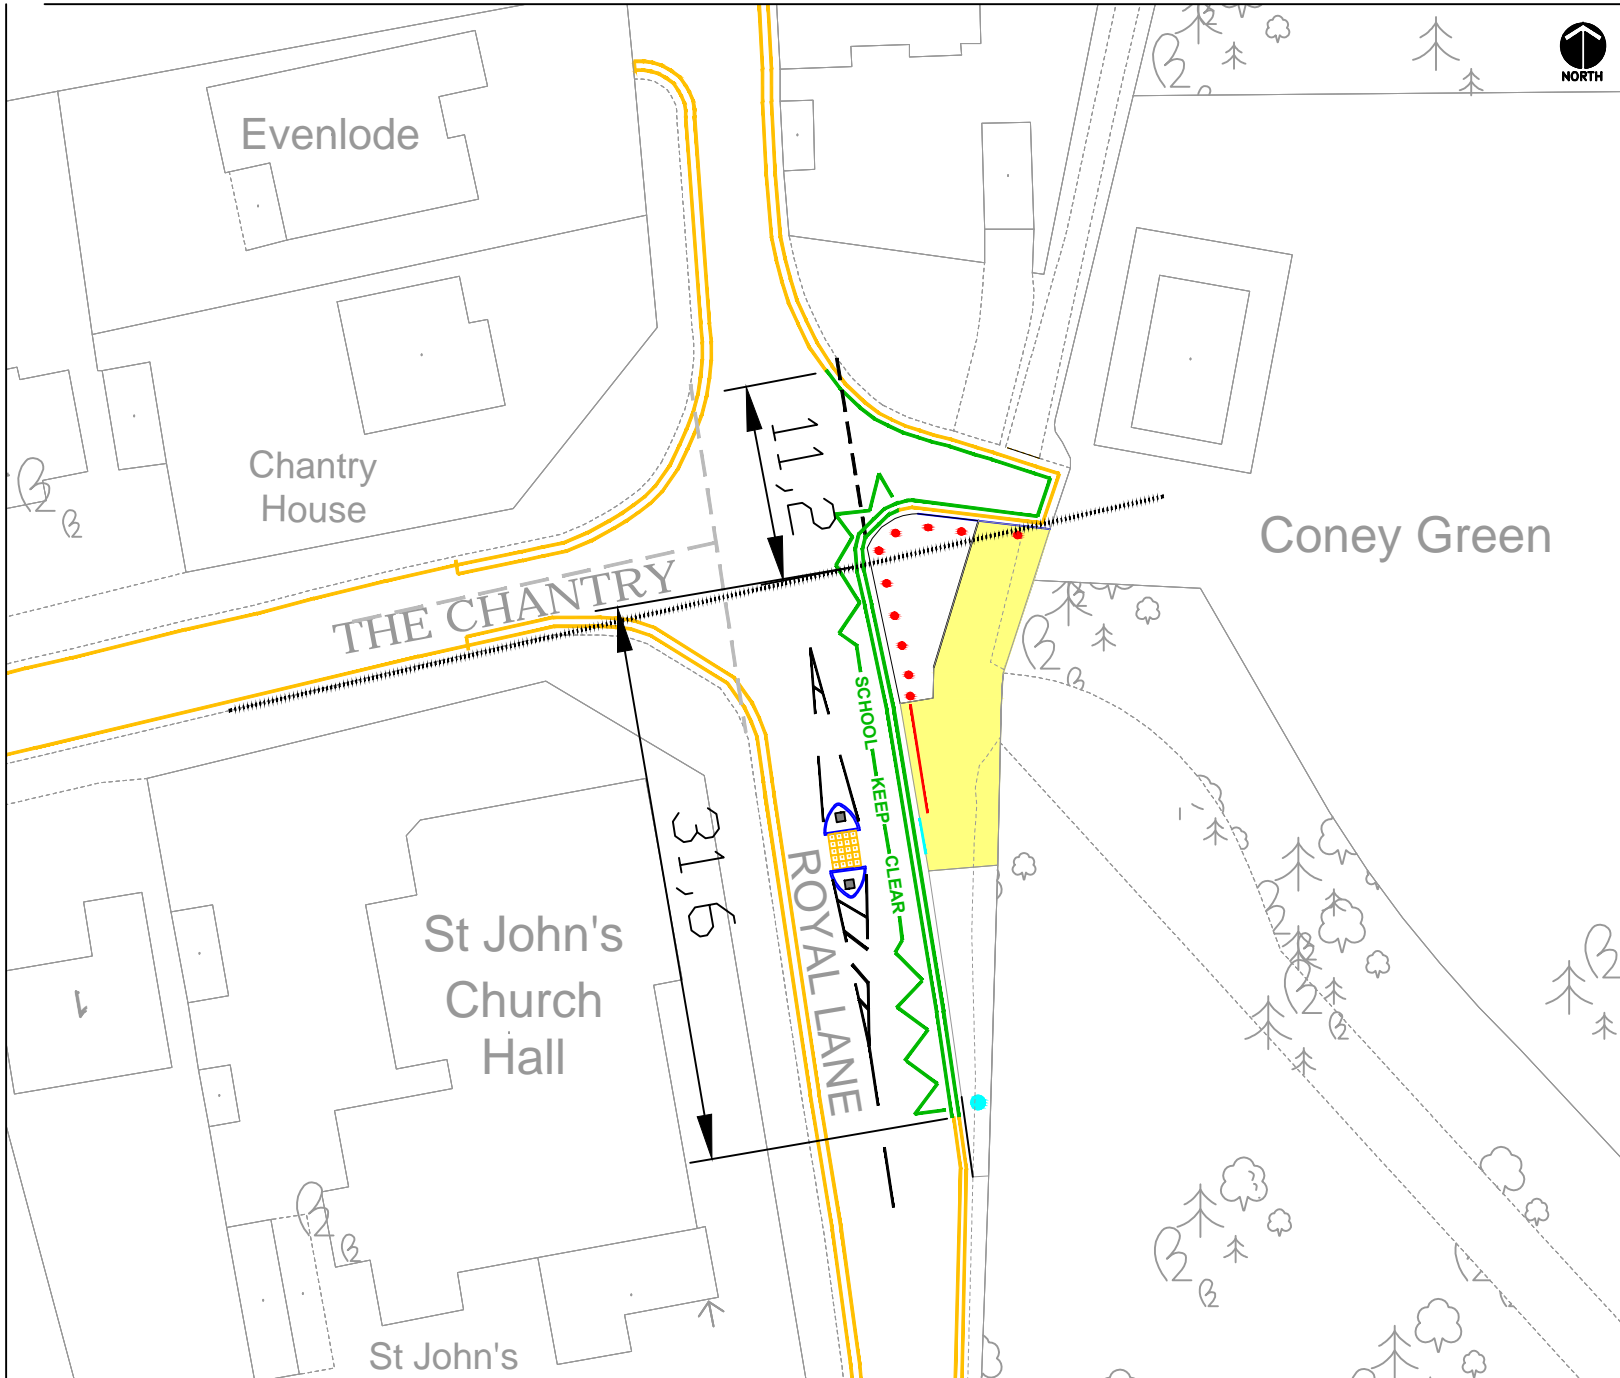 NORTH
Evenlode
Chantry
House
11,2
Coney Green
THE CHANTRY
SCHOOL KEEP CLEAR
31,6
ROYAL LANE
St John's
Church
Hall
1
St John's